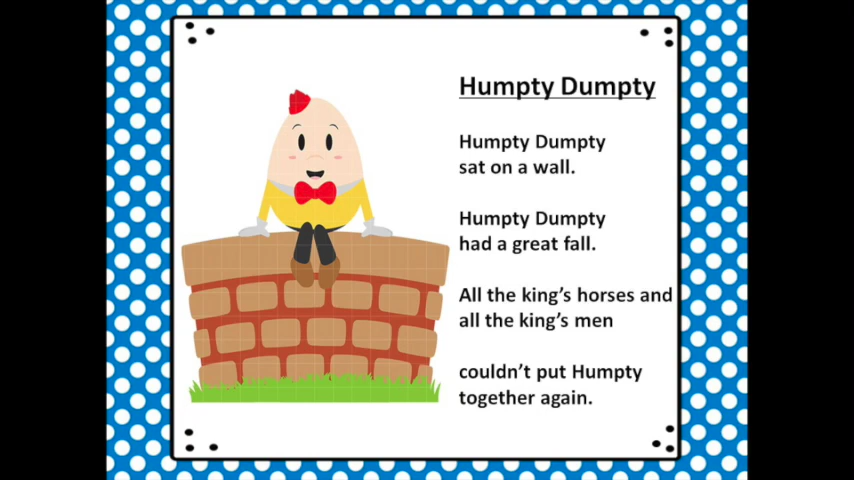 Humpty Dumpty
Humpty Dumpty
sat on a wall.
Humpty Dumpty
had a great fall.
All the king’s horses and
all the king’s men
couldn’t put Humpty
together again.